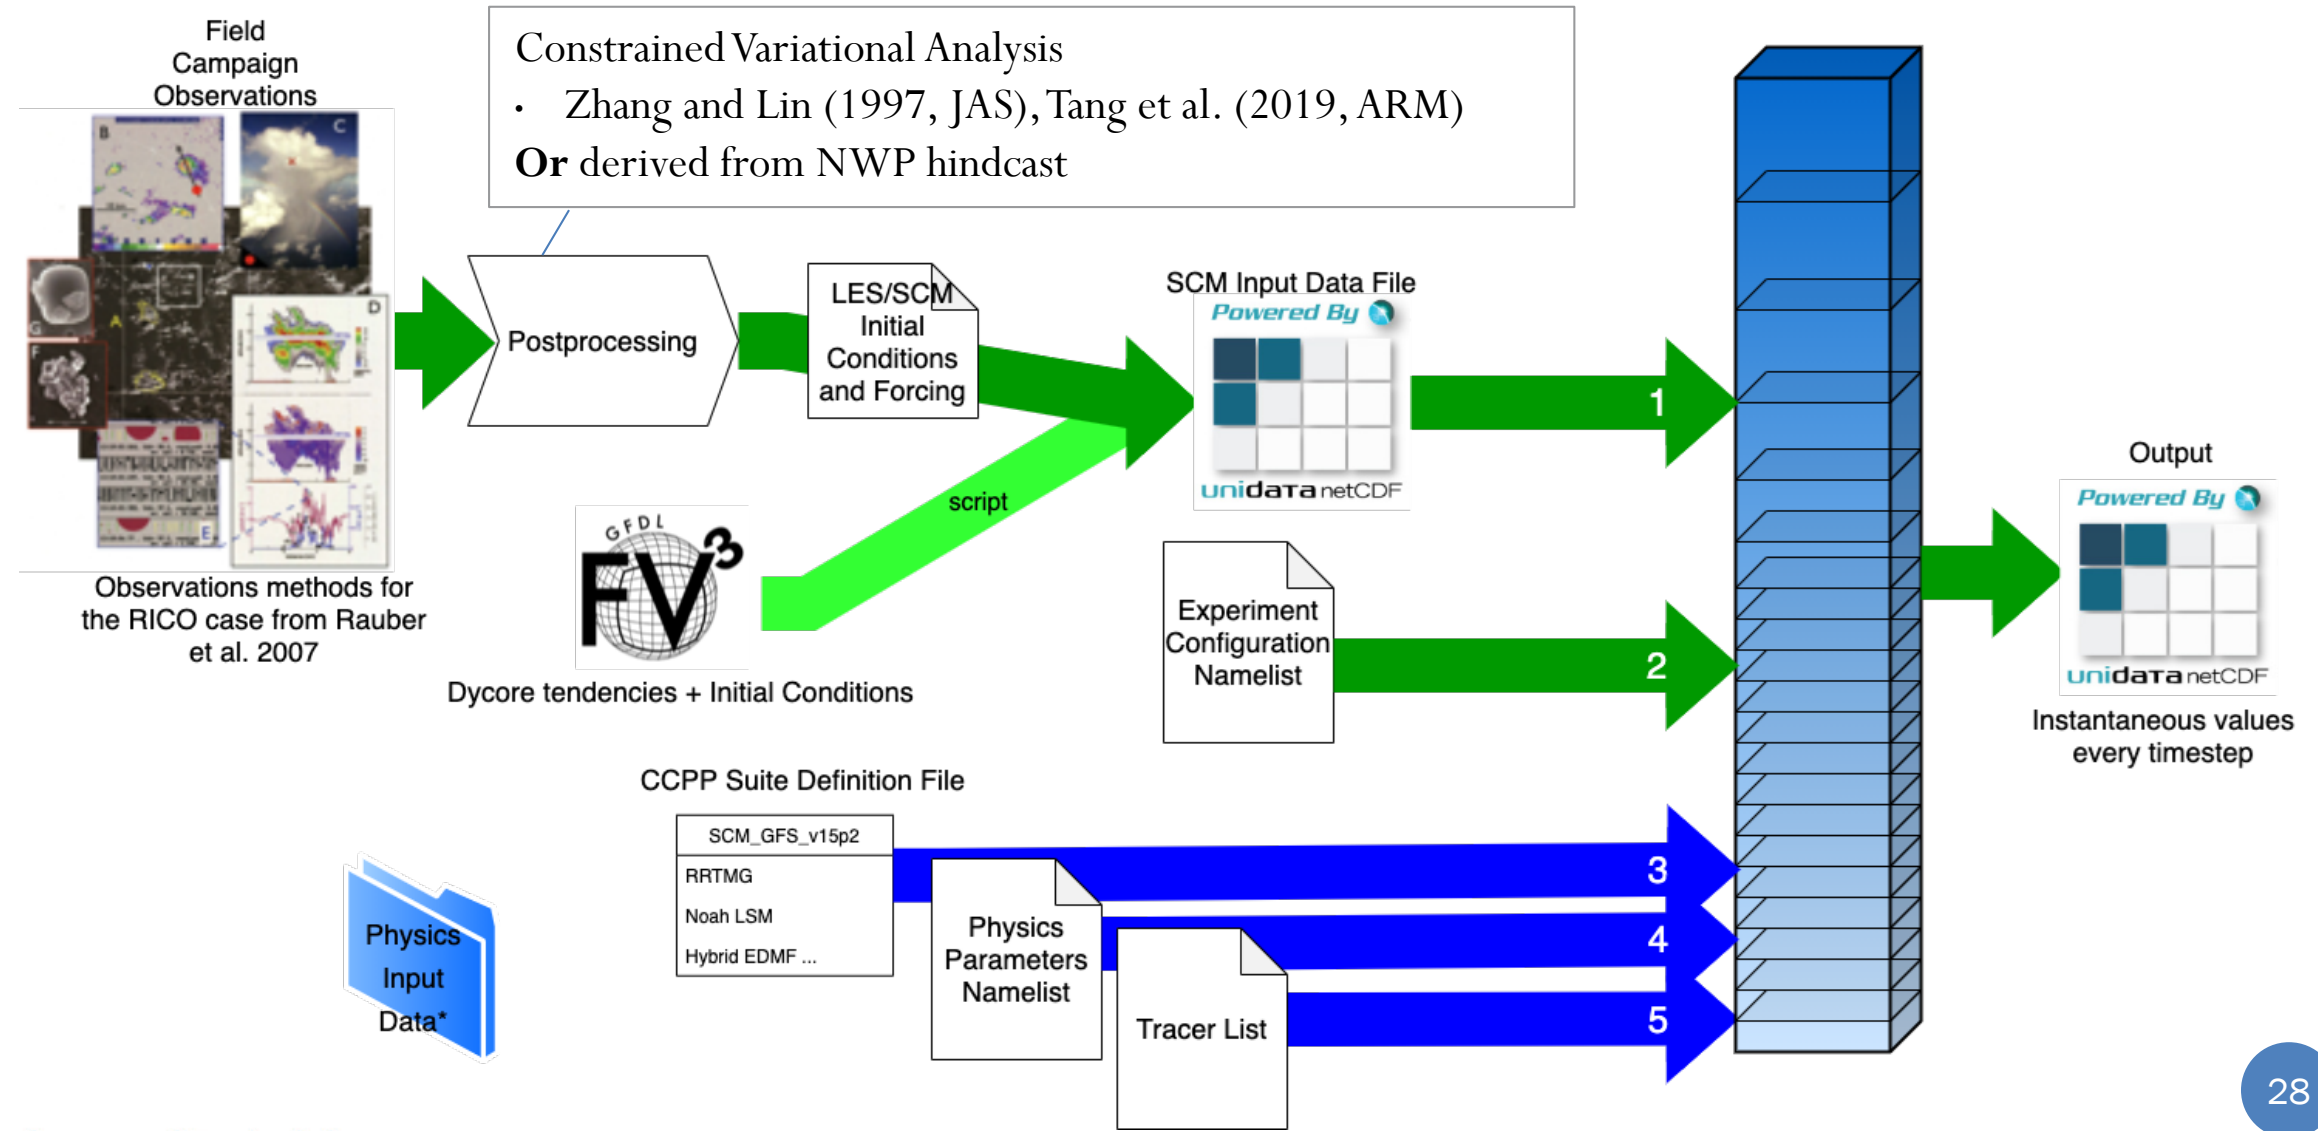 Field
Campaign
Observations
Constrained Variational Analysis
• Zhang and Lin (1997, JAS), Tang et al. (2019, ARM)
Or derived from NWP hindcast
B
C
A
G
F
D
E
Observations methods for
the RICO case from Rauber
et al. 2007
Postprocessing
LES/SCM
Initial
Conditions
and Forcing
SCM Input Data File
Powered By
unidata netCDF
script
GFDL
FV3
Dycore tendencies + Initial Conditions
1
Experiment
Configuration
Namelist
2
Output
Powered By
unidata netCDF
Instantaneous values
every timestep
CCPP Suite Definition File
SCM_GFS_v15p2
RRTMG
Noah LSM
Hybrid EDMF ...
Physics
Input
Data*
Physics
Parameters
Namelist
Tracer List
3
4
5
28